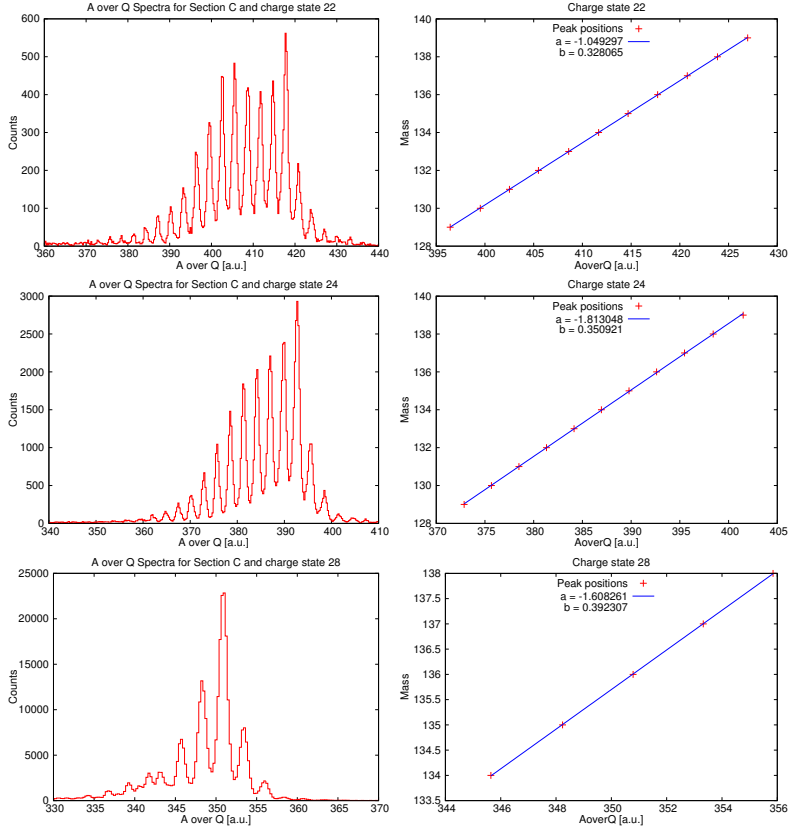 A over Q Spectra for Section C and charge state 22
600
500
400
300
200
100
0
360 370 380 390 400 410 420 430 440
Counts
A over Q [a.u.]
Charge state 22
140
138
136
134
132
130
128
395 400 405 410 415 420 425 430
Mass
AoverQ [a.u.]
Peak positions
a = -1.049297
b = 0.328065
A over Q Spectra for Section C and charge state 24
3000
2500
2000
1500
1000
500
0
340 350 360 370 380 390 400 410
Counts
A over Q [a.u.]
Charge state 24
140
138
136
134
132
130
128
370 375 380 385 390 395 400 405
Mass
AoverQ [a.u.]
Peak positions
a = -1.813048
b = 0.350921
A over Q Spectra for Section C and charge state 28
25000
20000
15000
10000
5000
0
330 335 340 345 350 355 360 365 370
Counts
A over Q [a.u.]
Charge state 28
138
137.5
137
136.5
136
135.5
135
134.5
134
133.5
344 346 348 350 352 354 356
Mass
AoverQ [a.u.]
Peak positions
a = -1.608261
b = 0.392307